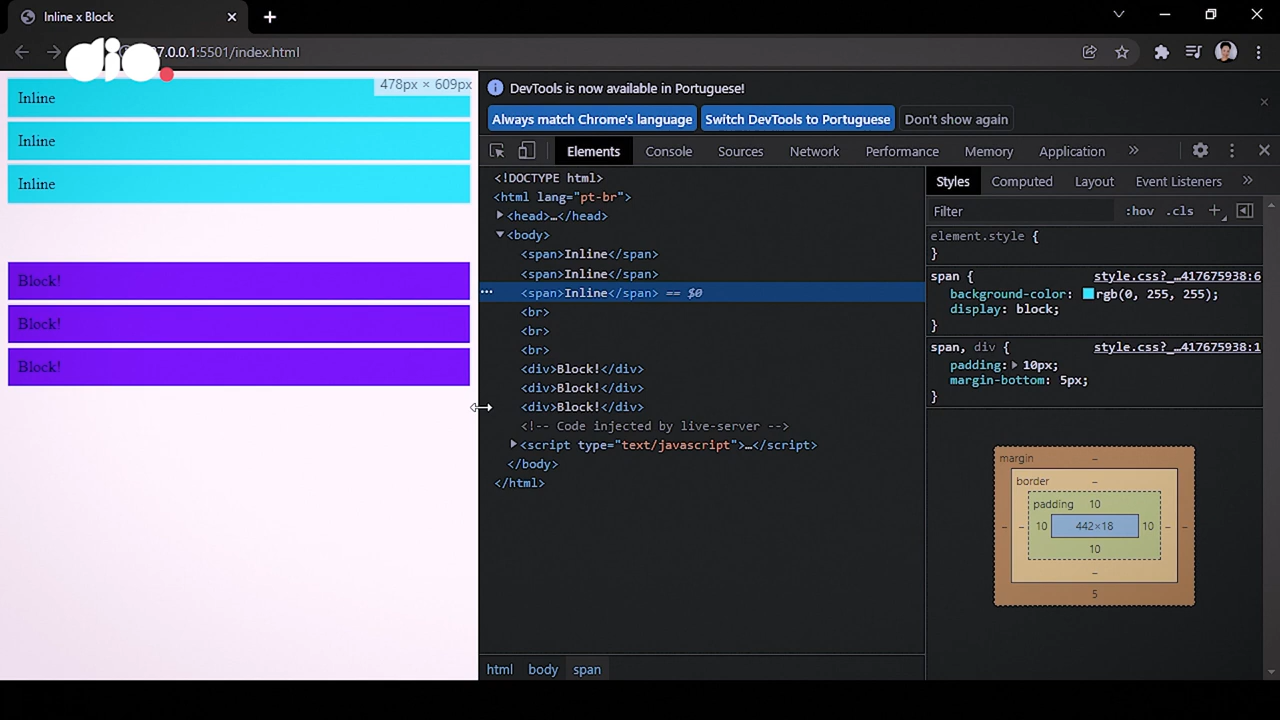 Inline x Block
127.0.0.1:5501/index.html
dio.
478px × 609px
Inline
Inline
Inline
Block!
Block!
Block!
DevTools is now available in Portuguese!
Always match Chrome's language
Switch DevTools to Portuguese
Don't show again
Elements Console Sources Network Performance Memory Application
<!DOCTYPE html>
<html lang="pt-br">
<head>…</head>
<body>
<span>Inline</span>
<span>Inline</span>
<span>Inline</span> == $0
<br>
<br>
<br>
<div>Block!</div>
<div>Block!</div>
<div>Block!</div>
<!-- Code injected by live-server -->
<script type="text/javascript">…</script>
</body>
</html>
html body span
Styles Computed Layout Event Listeners
Filter :hov .cls
element.style {
}
span { style.css?_…417675938:6
background-color: rgb(0, 255, 255);
display: block;
}
span, div { style.css?_…417675938:1
padding: 10px;
margin-bottom: 5px;
}
margin –
border –
padding 10
– – 10 442×18 10 – –
10
–
5